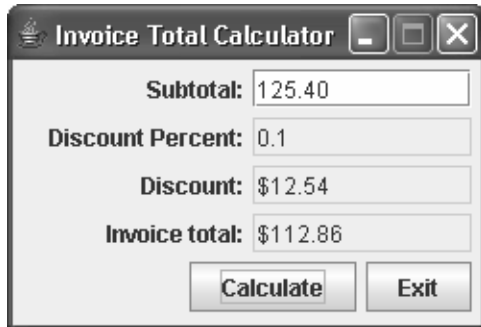 Invoice Total Calculator
Subtotal: 125.40
Discount Percent: 0.1
Discount: $12.54
Invoice total: $112.86
Calculate Exit